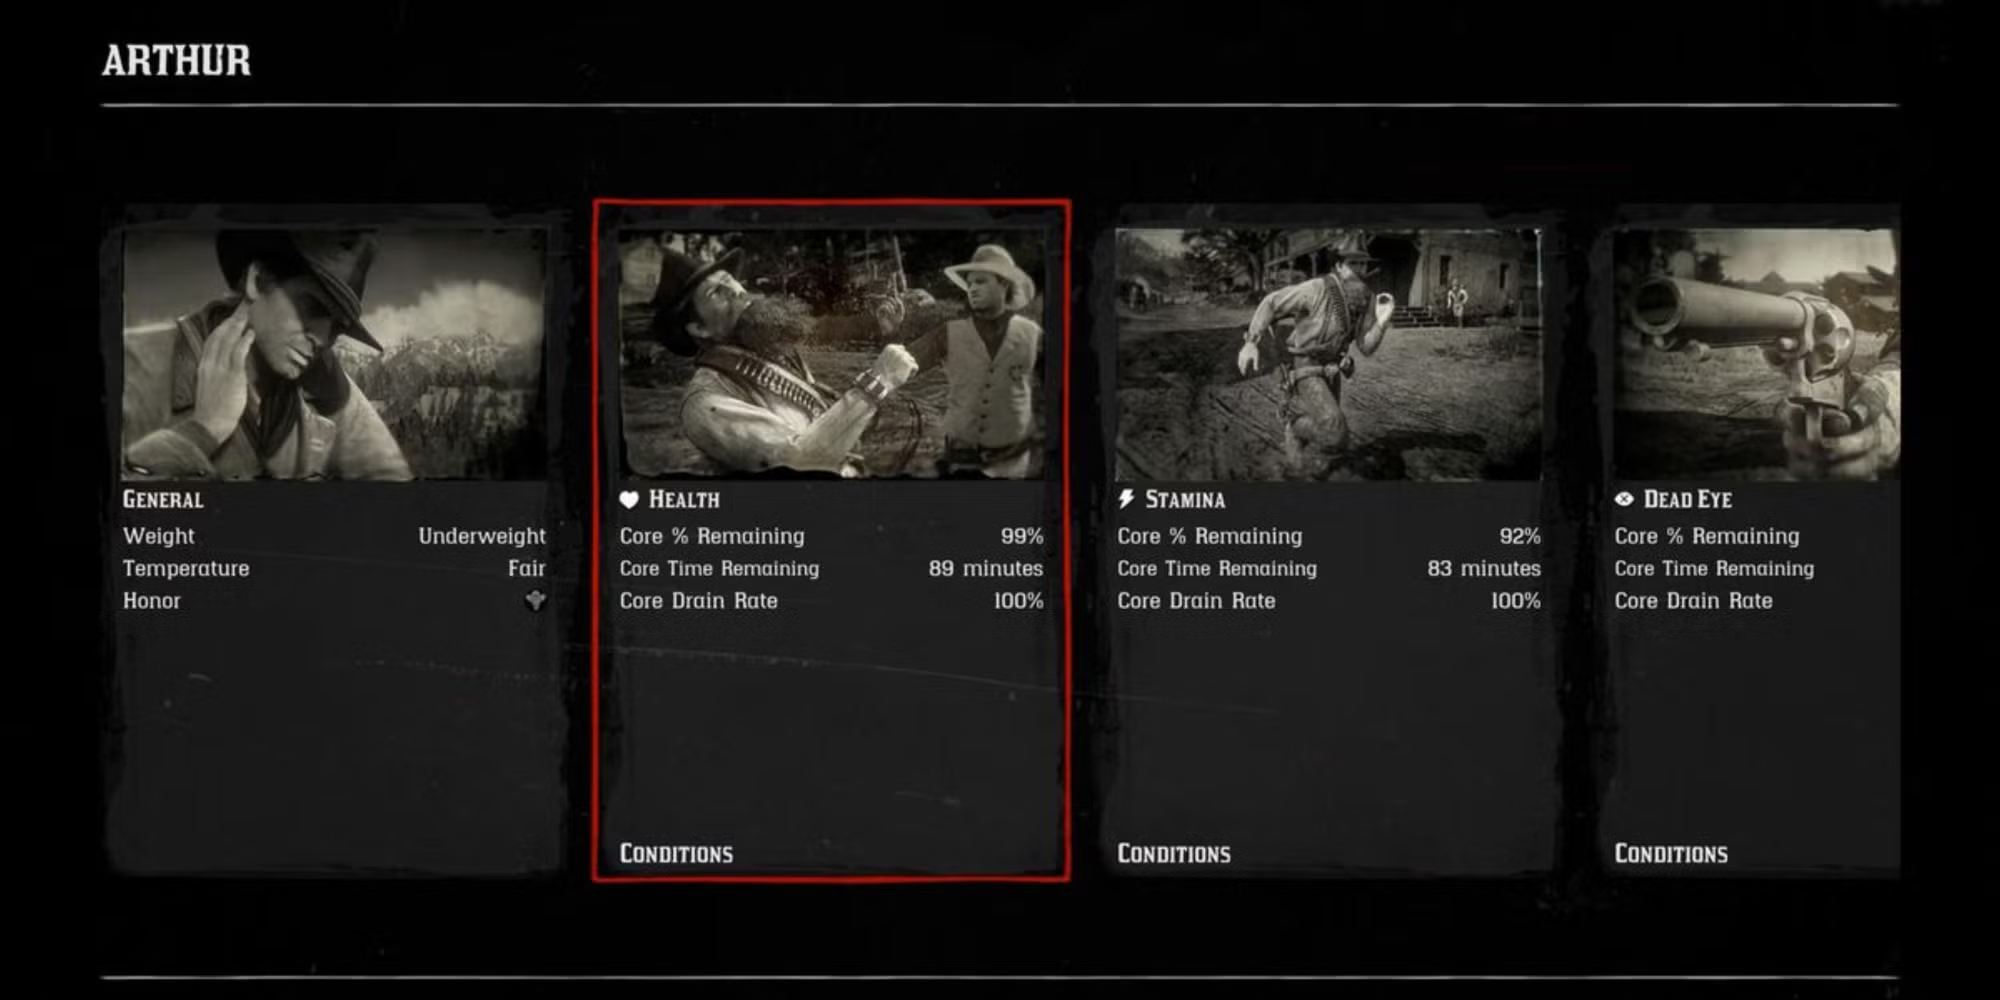 ARTHUR
GENERAL
Weight Underweight
Temperature Fair
Honor
HEALTH
Core % Remaining 99%
Core Time Remaining 89 minutes
Core Drain Rate 100%
CONDITIONS
STAMINA
Core % Remaining 92%
Core Time Remaining 83 minutes
Core Drain Rate 100%
CONDITIONS
DEAD EYE
Core % Remaining
Core Time Remaining
Core Drain Rate
CONDITIONS